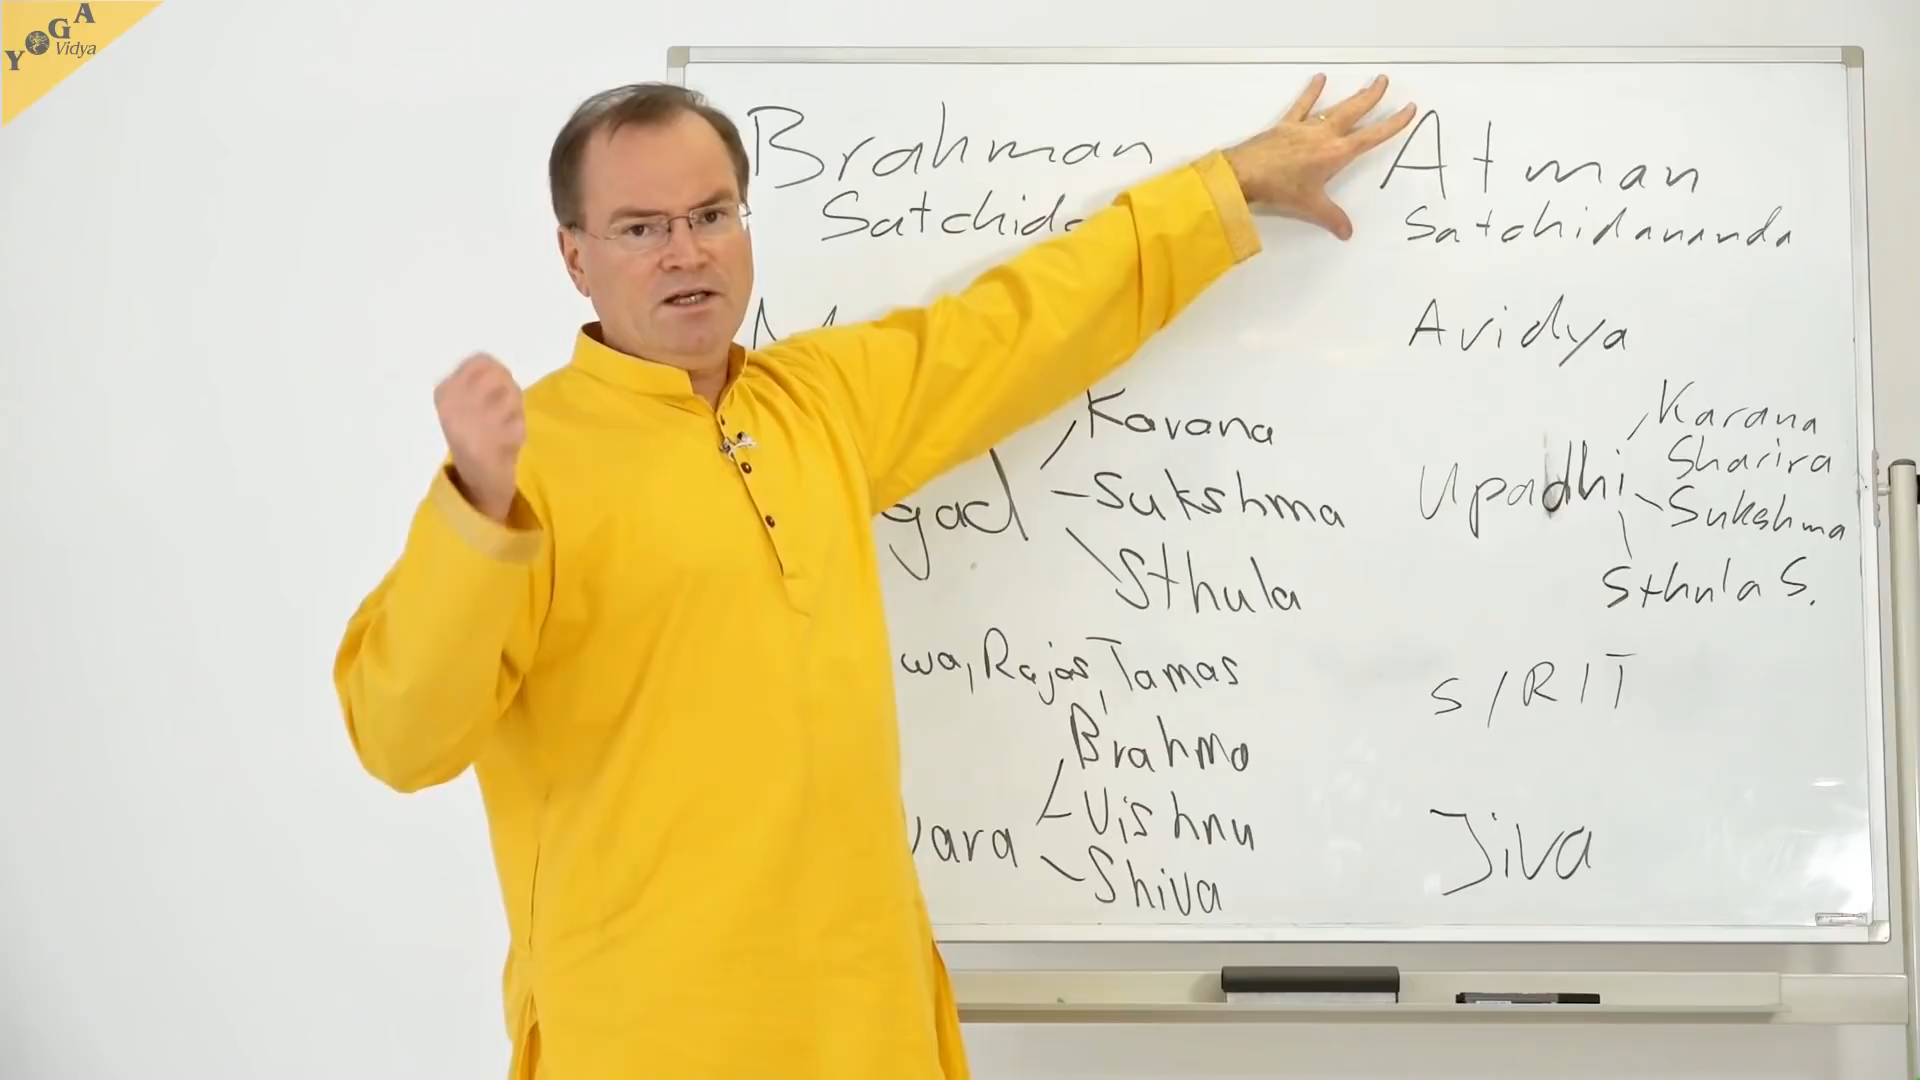 YOGA
Vidya
Brahman
Satchida
Atman
Satchidananda
Avidya
gad
Karana
Sukshma
Sthula
Upadhi
Karana
Sharira
Sukshma
Sthula S.
wa, Rajas, Tamas
S/R/T
vara
Brahma
Vishnu
Shiva
Jiva